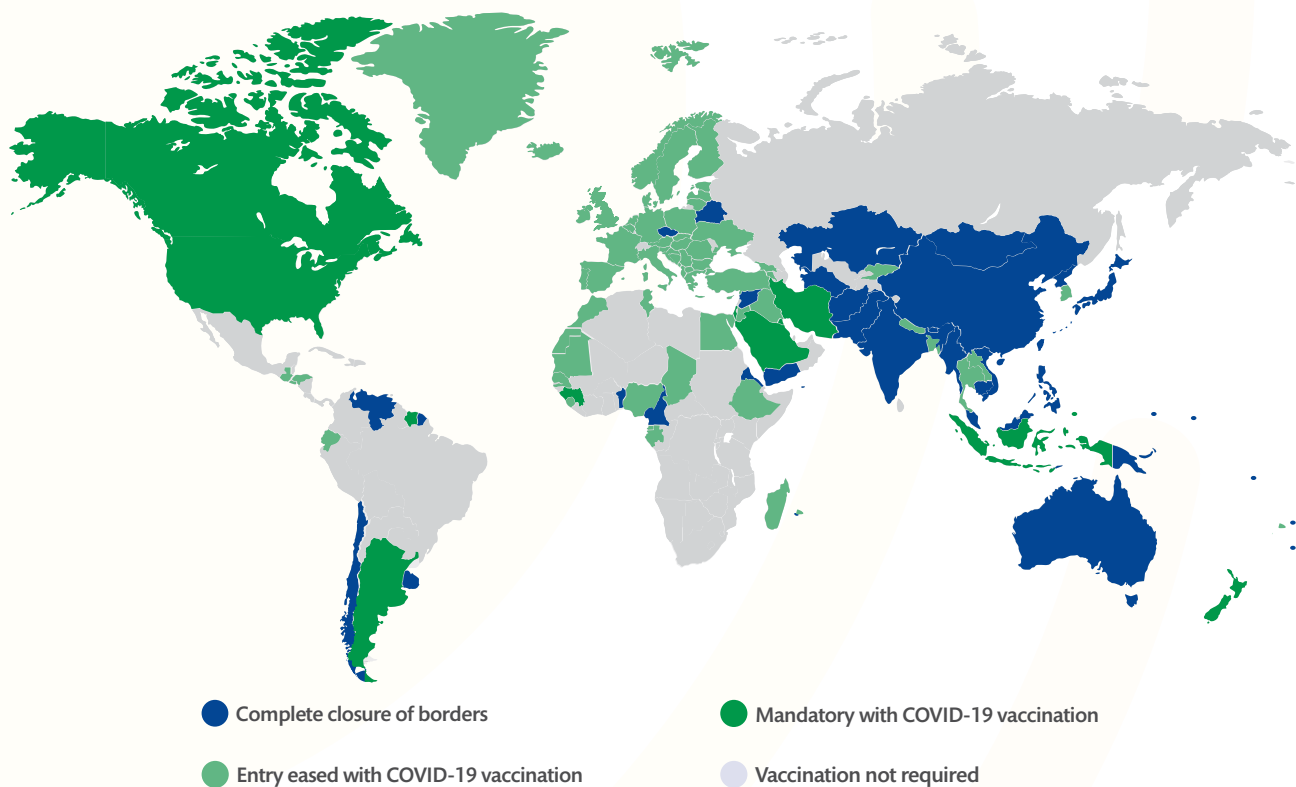 Complete closure of borders
Mandatory with COVID-19 vaccination
Entry eased with COVID-19 vaccination
Vaccination not required